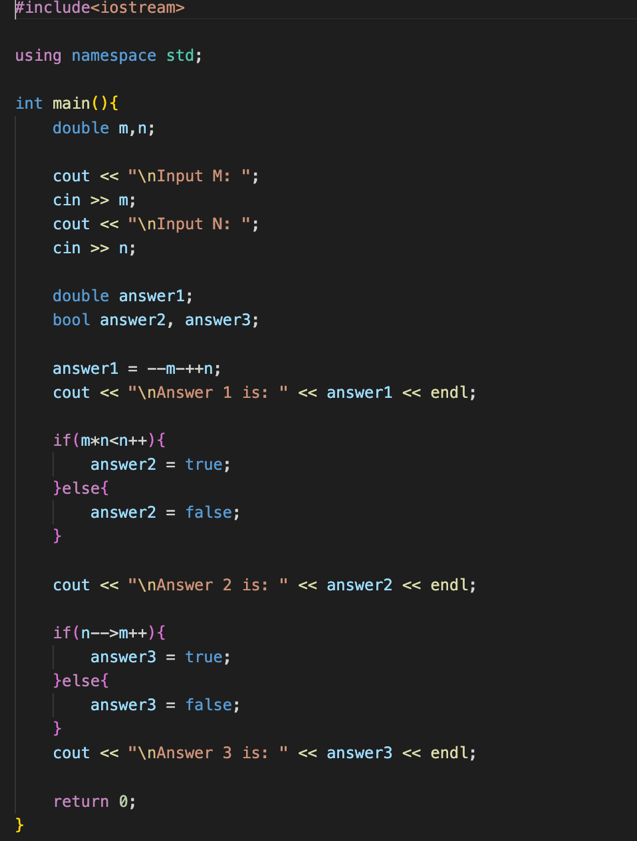 #include<iostream>
using namespace std;
int main(){
    double m,n;
    cout << "\nInput M: ";
    cin >> m;
    cout << "\nInput N: ";
    cin >> n;
    double answer1;
    bool answer2, answer3;
    answer1 = --m-++n;
    cout << "\nAnswer 1 is: " << answer1 << endl;
    if(m*n<n++){
        answer2 = true;
    }else{
        answer2 = false;
    }
    cout << "\nAnswer 2 is: " << answer2 << endl;
    if(n-->m++){
        answer3 = true;
    }else{
        answer3 = false;
    }
    cout << "\nAnswer 3 is: " << answer3 << endl;
    return 0;
}